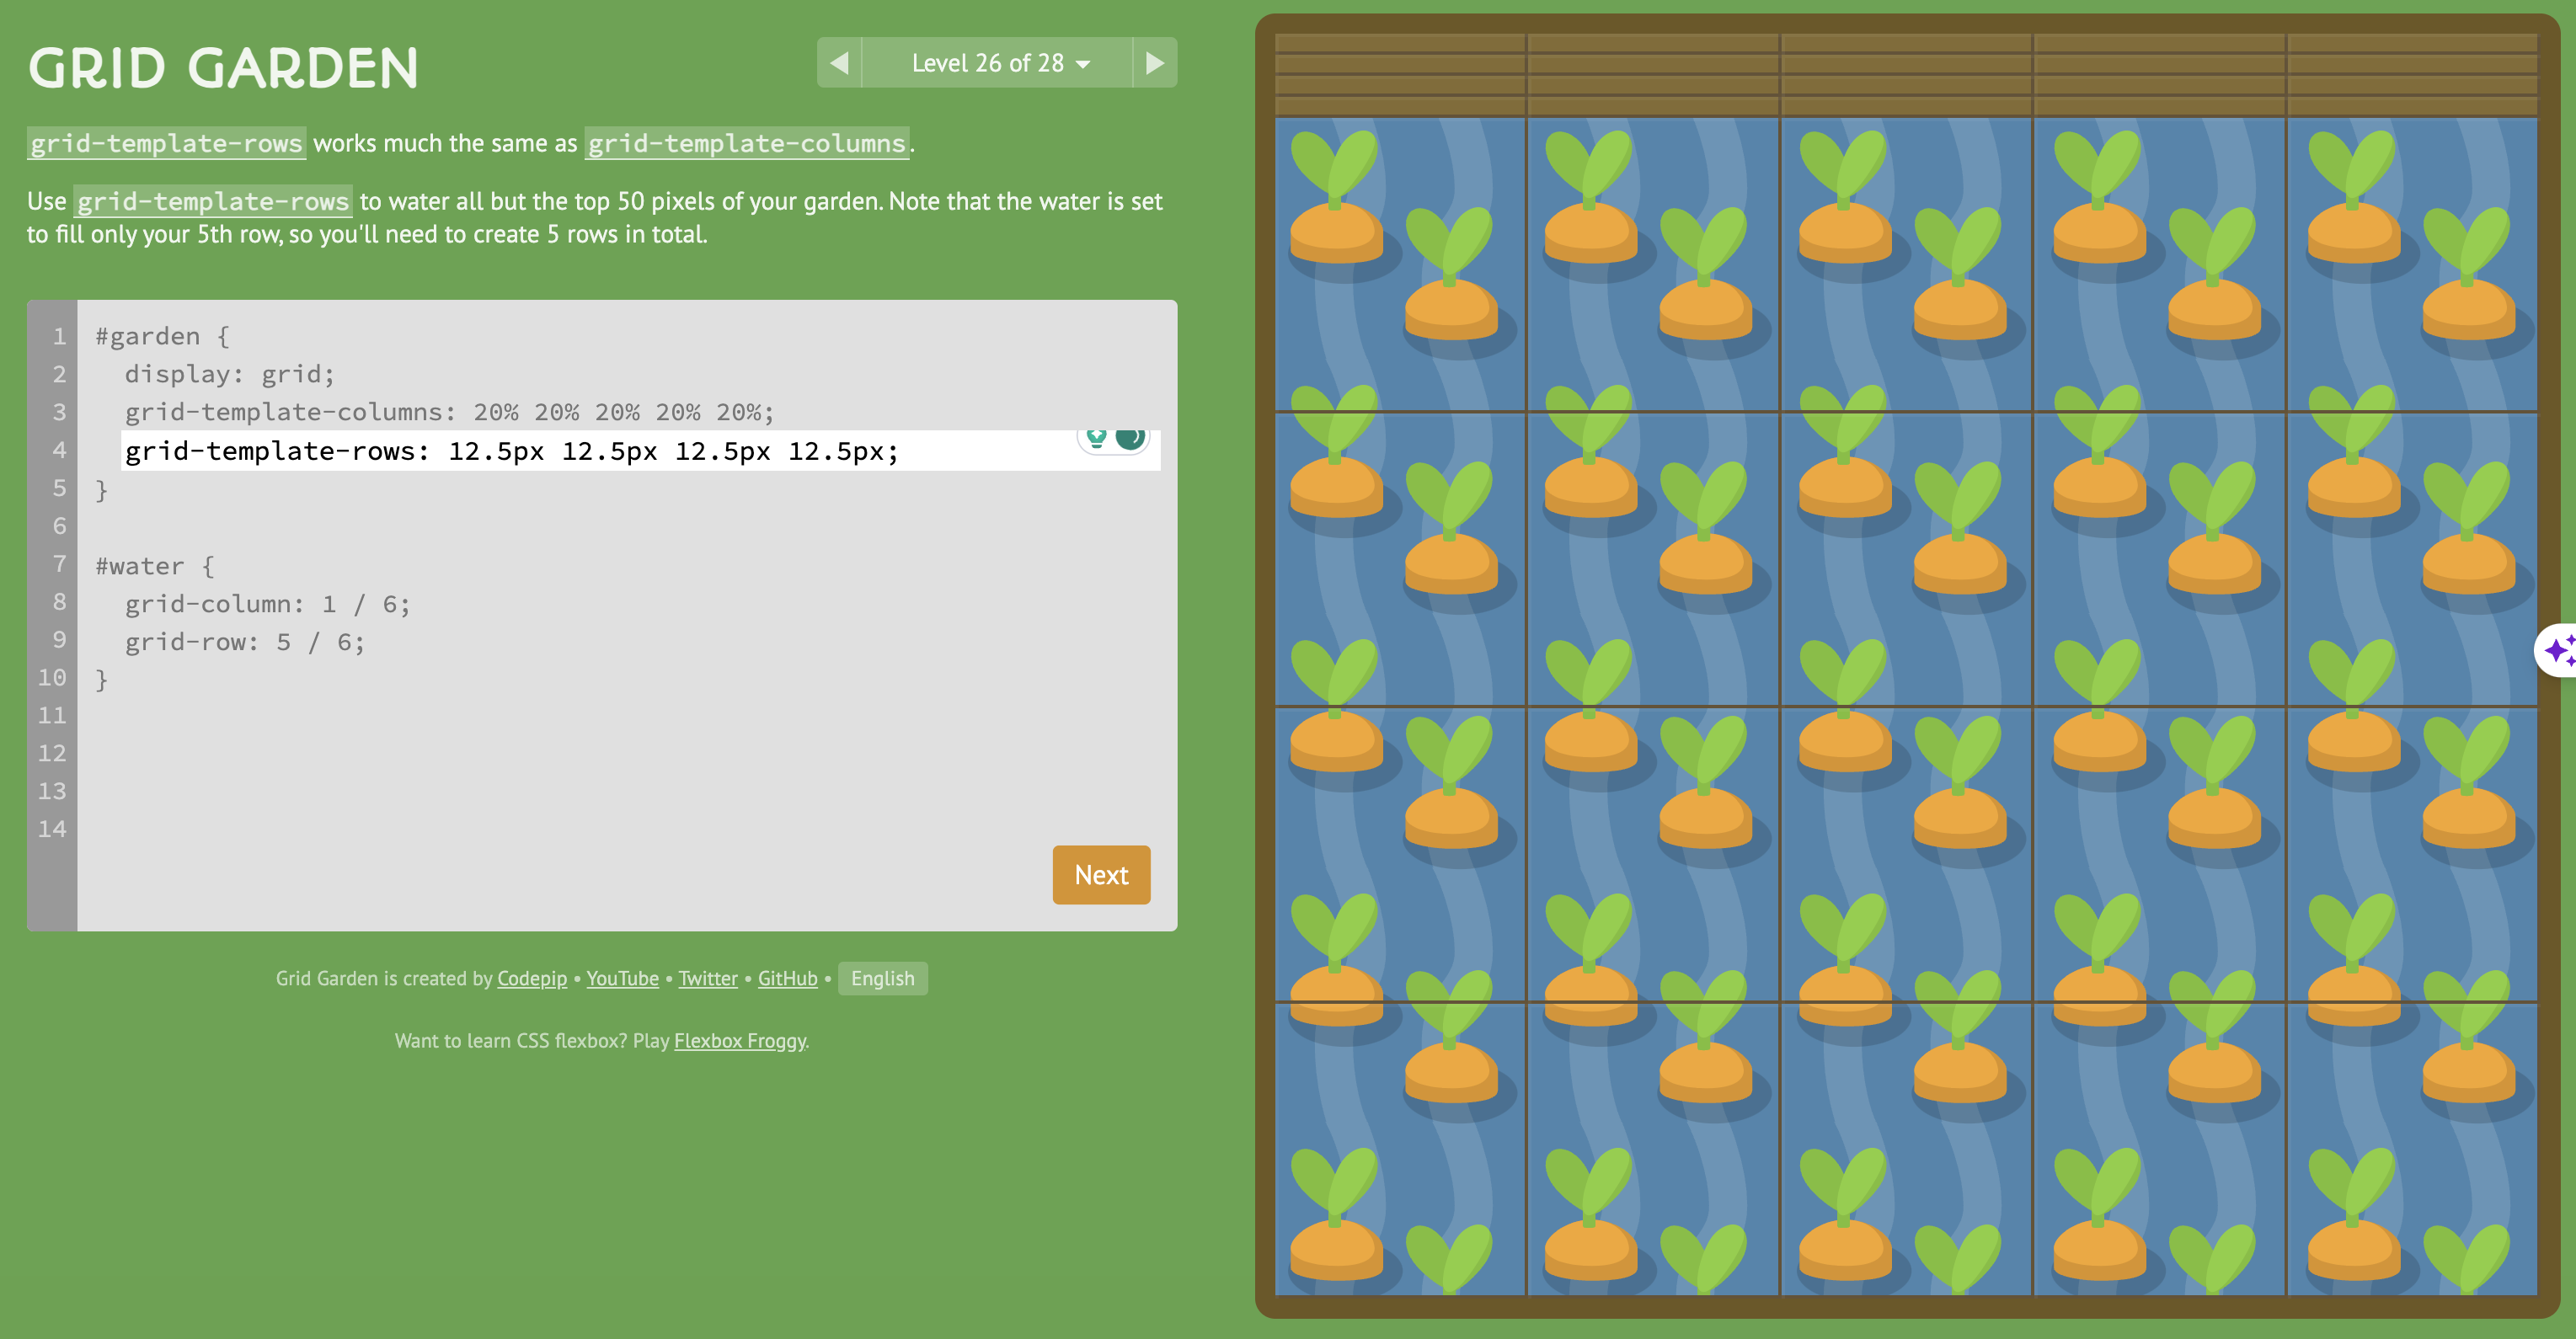 GRID GARDEN
Level 26 of 28
grid-template-rows works much the same as grid-template-columns.
Use grid-template-rows to water all but the top 50 pixels of your garden. Note that the water is set
to fill only your 5th row, so you'll need to create 5 rows in total.
1 #garden {
2 display: grid;
3 grid-template-columns: 20% 20% 20% 20% 20%;
4 grid-template-rows: 12.5px 12.5px 12.5px 12.5px;
5 }
6
7 #water {
8 grid-column: 1 / 6;
9 grid-row: 5 / 6;
10 }
11
12
13
14
Next
Grid Garden is created by Codepip • YouTube • Twitter • GitHub • English
Want to learn CSS flexbox? Play Flexbox Froggy.